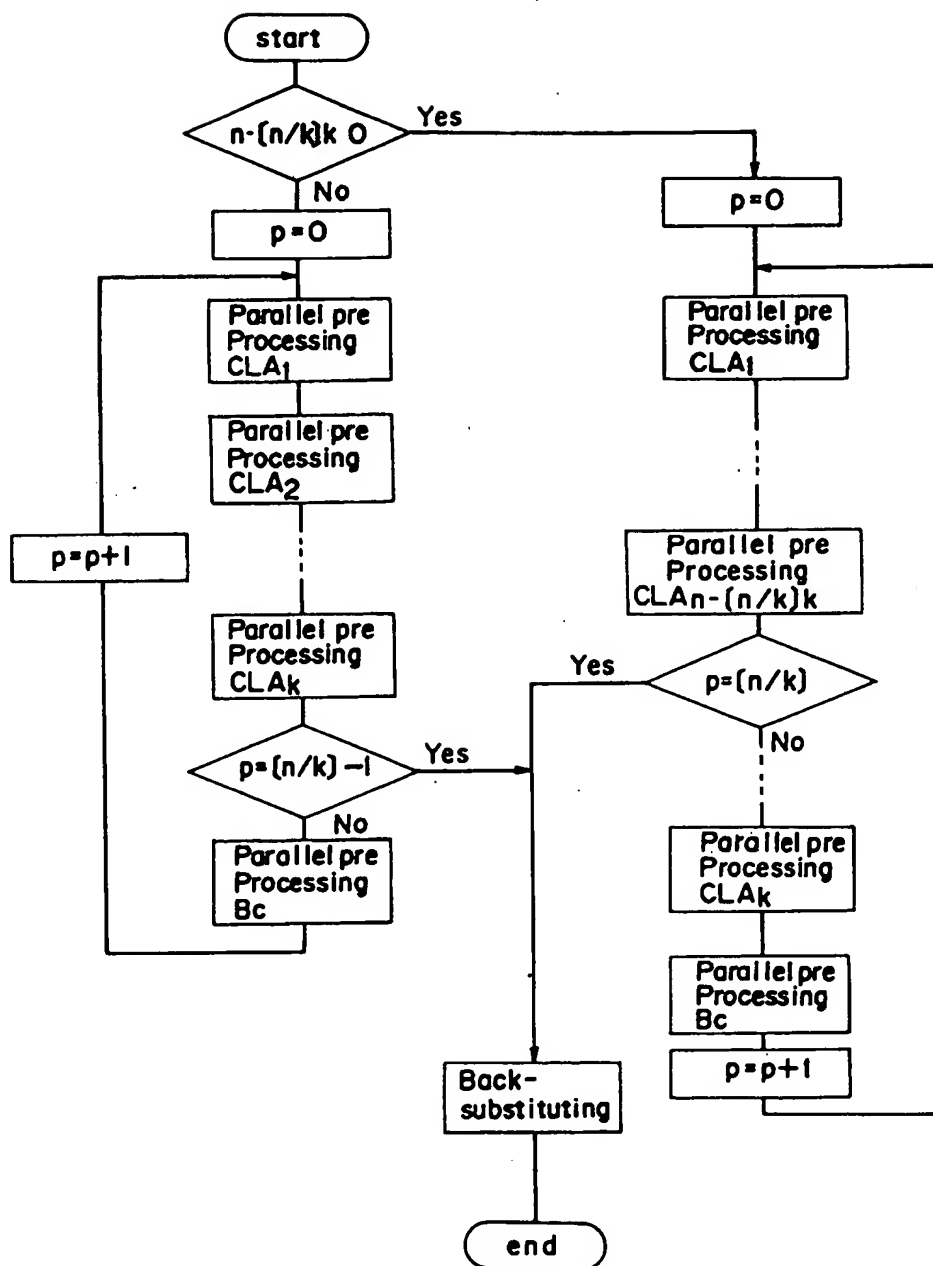 start
n-(n/k)k 0
Yes
No
p=0
Parallel pre
Processing
CLA1
Parallel pre
Processing
CLA2
p=p+1
Parallel pre
Processing
CLAk
p=(n/k)-1
Yes
No
Parallel pre
Processing
Bc
p=0
Parallel pre
Processing
CLA1
Parallel pre
Processing
CLAn-(n/k)k
Yes
p=(n/k)
No
Parallel pre
Processing
CLAk
Parallel pre
Processing
Bc
p=p+1
Back-
substituting
end